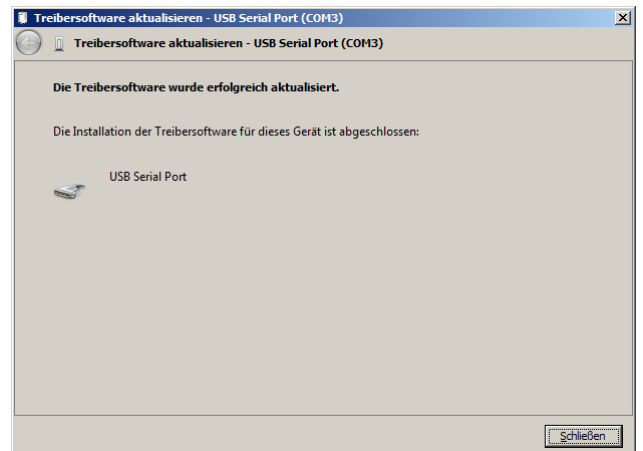 Treibersoftware aktualisieren - USB Serial Port (COM3)
Treibersoftware aktualisieren - USB Serial Port (COM3)
Die Treibersoftware wurde erfolgreich aktualisiert.
Die Installation der Treibersoftware für dieses Gerät ist abgeschlossen:
USB Serial Port
Schließen